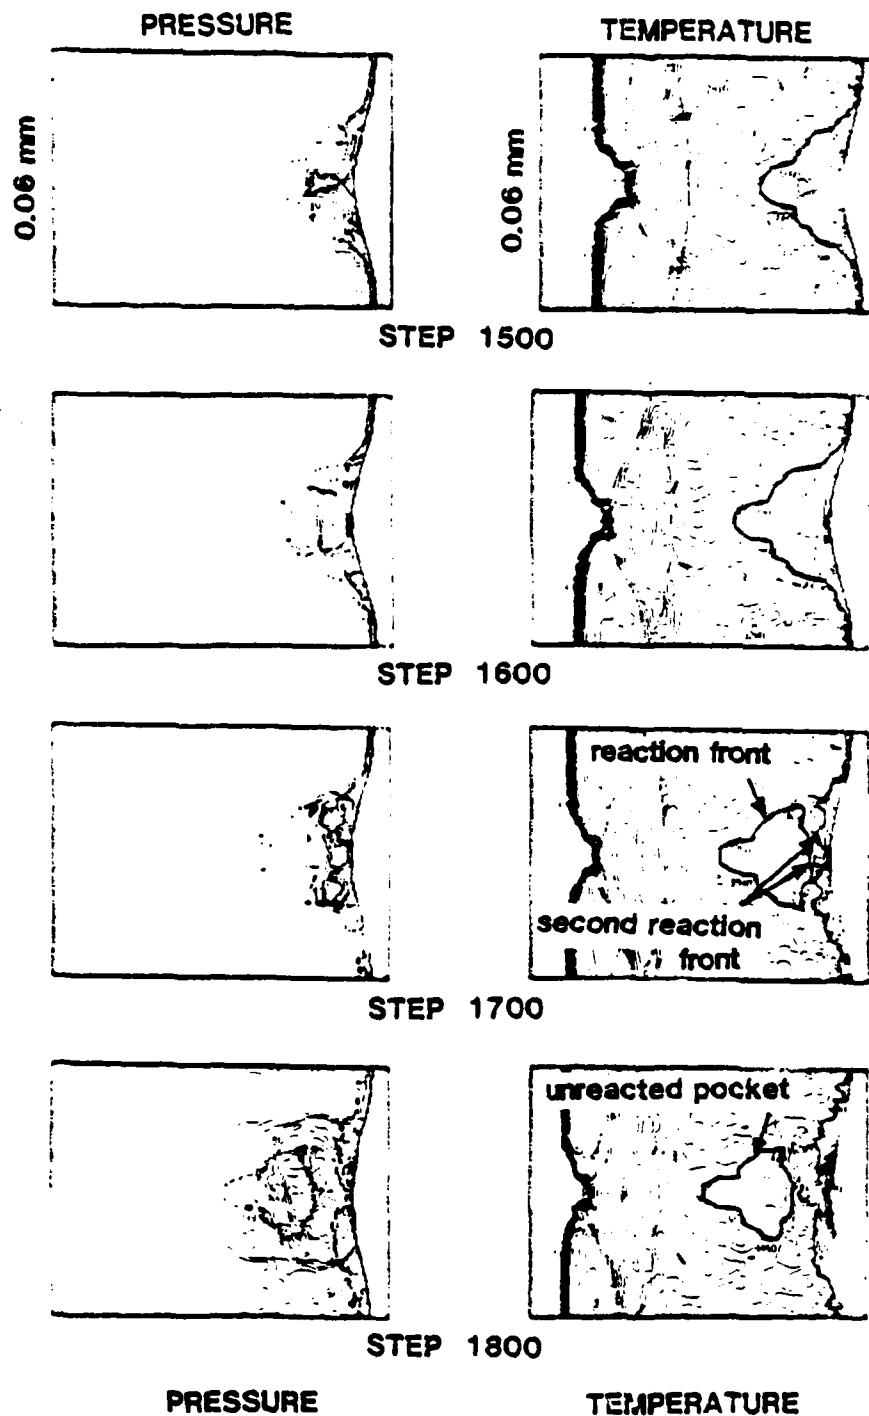 PRESSURE
TEMPERATURE
0.06 mm
0.06 mm
STEP 1500
STEP 1600
reaction front
second reaction
front
STEP 1700
unreacted pocket
STEP 1800
PRESSURE
TEMPERATURE